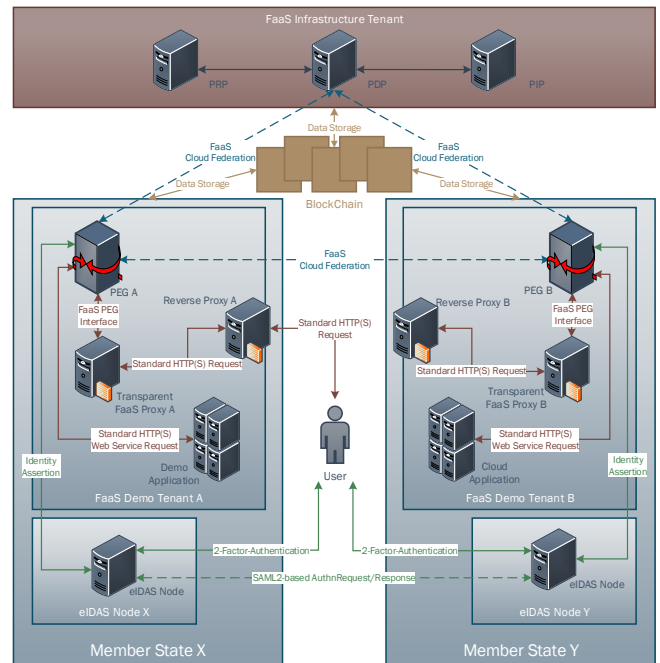 FaaS Infrastructure Tenant
PRP
PDP
PIP
Data Storage
FaaS
Cloud Federation
FaaS
Cloud Federation
Data Storage
Data Storage
BlockChain
PEG A
FaaS
Cloud Federation
PEG B
FaaS PEG
Interface
Reverse Proxy A
Standard HTTP(S)
Request
Reverse Proxy B
FaaS PEG
Interface
Standard HTTP(S) Request
Standard HTTP(S) Request
Transparent
FaaS Proxy A
Transparent
FaaS Proxy B
Standard HTTP(S)
Web Service Request
Standard HTTP(S)
Web Service Request
Identity
Assertion
Demo
Application
User
Cloud
Application
Identity
Assertion
FaaS Demo Tenant A
FaaS Demo Tenant B
2-Factor-Authentication
2-Factor-Authentication
eIDAS Node
SAML2-based AuthnRequest/Response
eIDAS Node
eIDAS Node X
eIDAS Node Y
Member State X
Member State Y